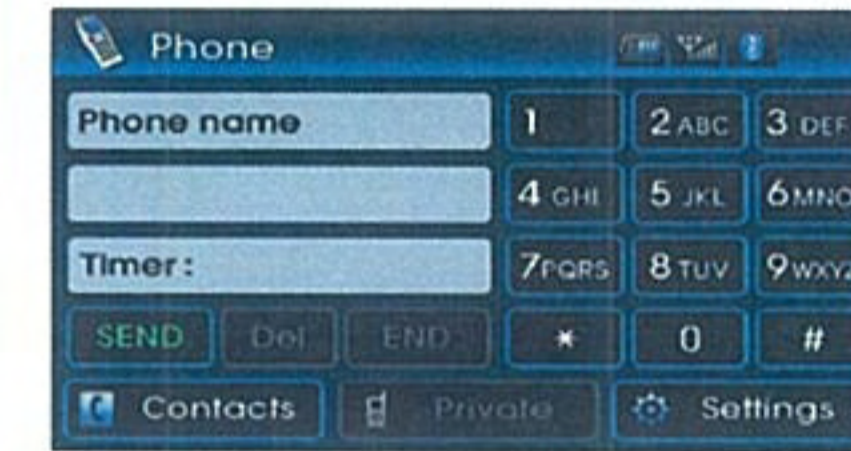 Phone
Phone name
1 2 ABC 3 DEF
4 GHI 5 JKL 6 MNO
Timer :
7 PQRS 8 TUV 9 WXYZ
SEND Del END * 0 #
Contacts Private Settings